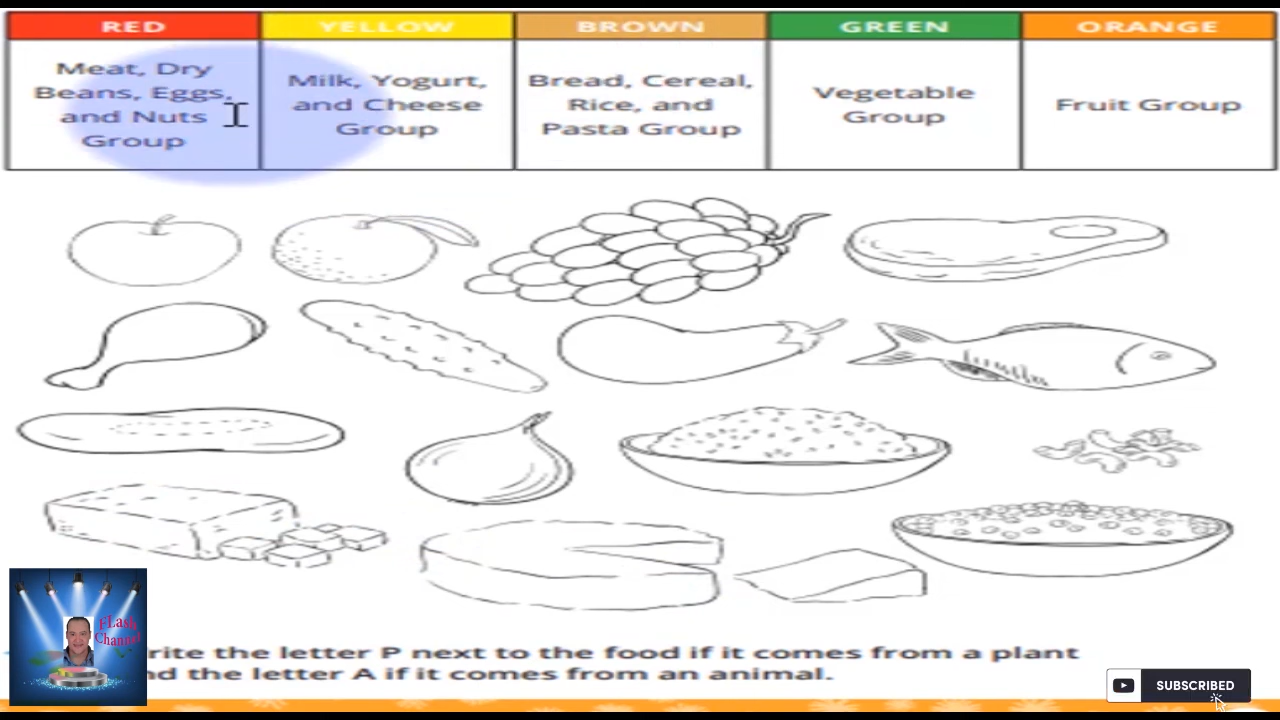 RED
YELLOW
BROWN
GREEN
ORANGE
Meat, Dry
Beans, Eggs,
and Nuts
Group
Milk, Yogurt,
and Cheese
Group
Bread, Cereal,
Rice, and
Pasta Group
Vegetable
Group
Fruit Group
rite the letter P next to the food if it comes from a plant
nd the letter A if it comes from an animal.
FLash
Channel
SUBSCRIBED